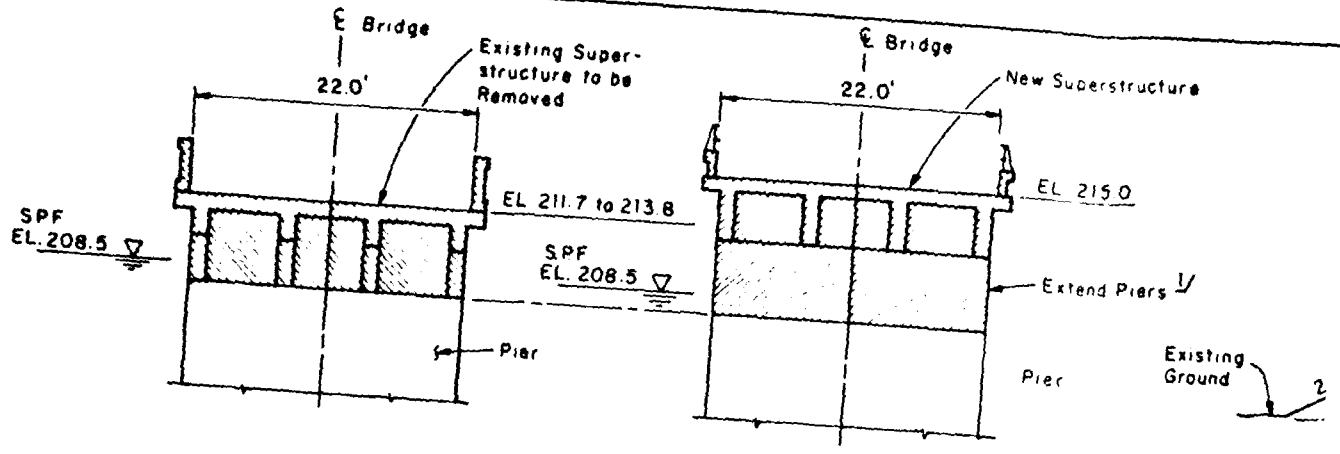 ℄ Bridge
Existing Super-
structure to be
Removed
22.0'
EL 211.7 to 213.8
SPF
EL. 208.5
Pier
℄ Bridge
New Superstructure
22.0'
EL 215.0
SPF
EL. 208.5
Extend Piers 1/
Pier
Existing
Ground
2